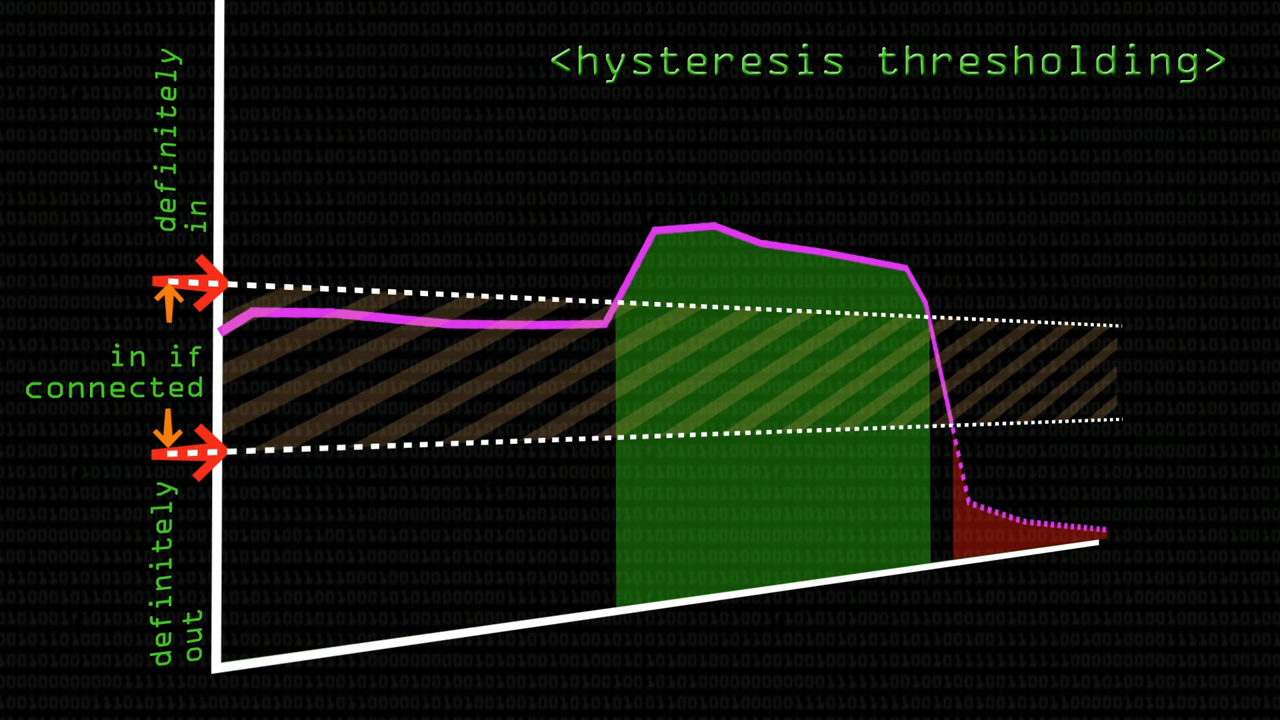 <hysteresis thresholding>
definitely
in
in if
connected
definitely
out